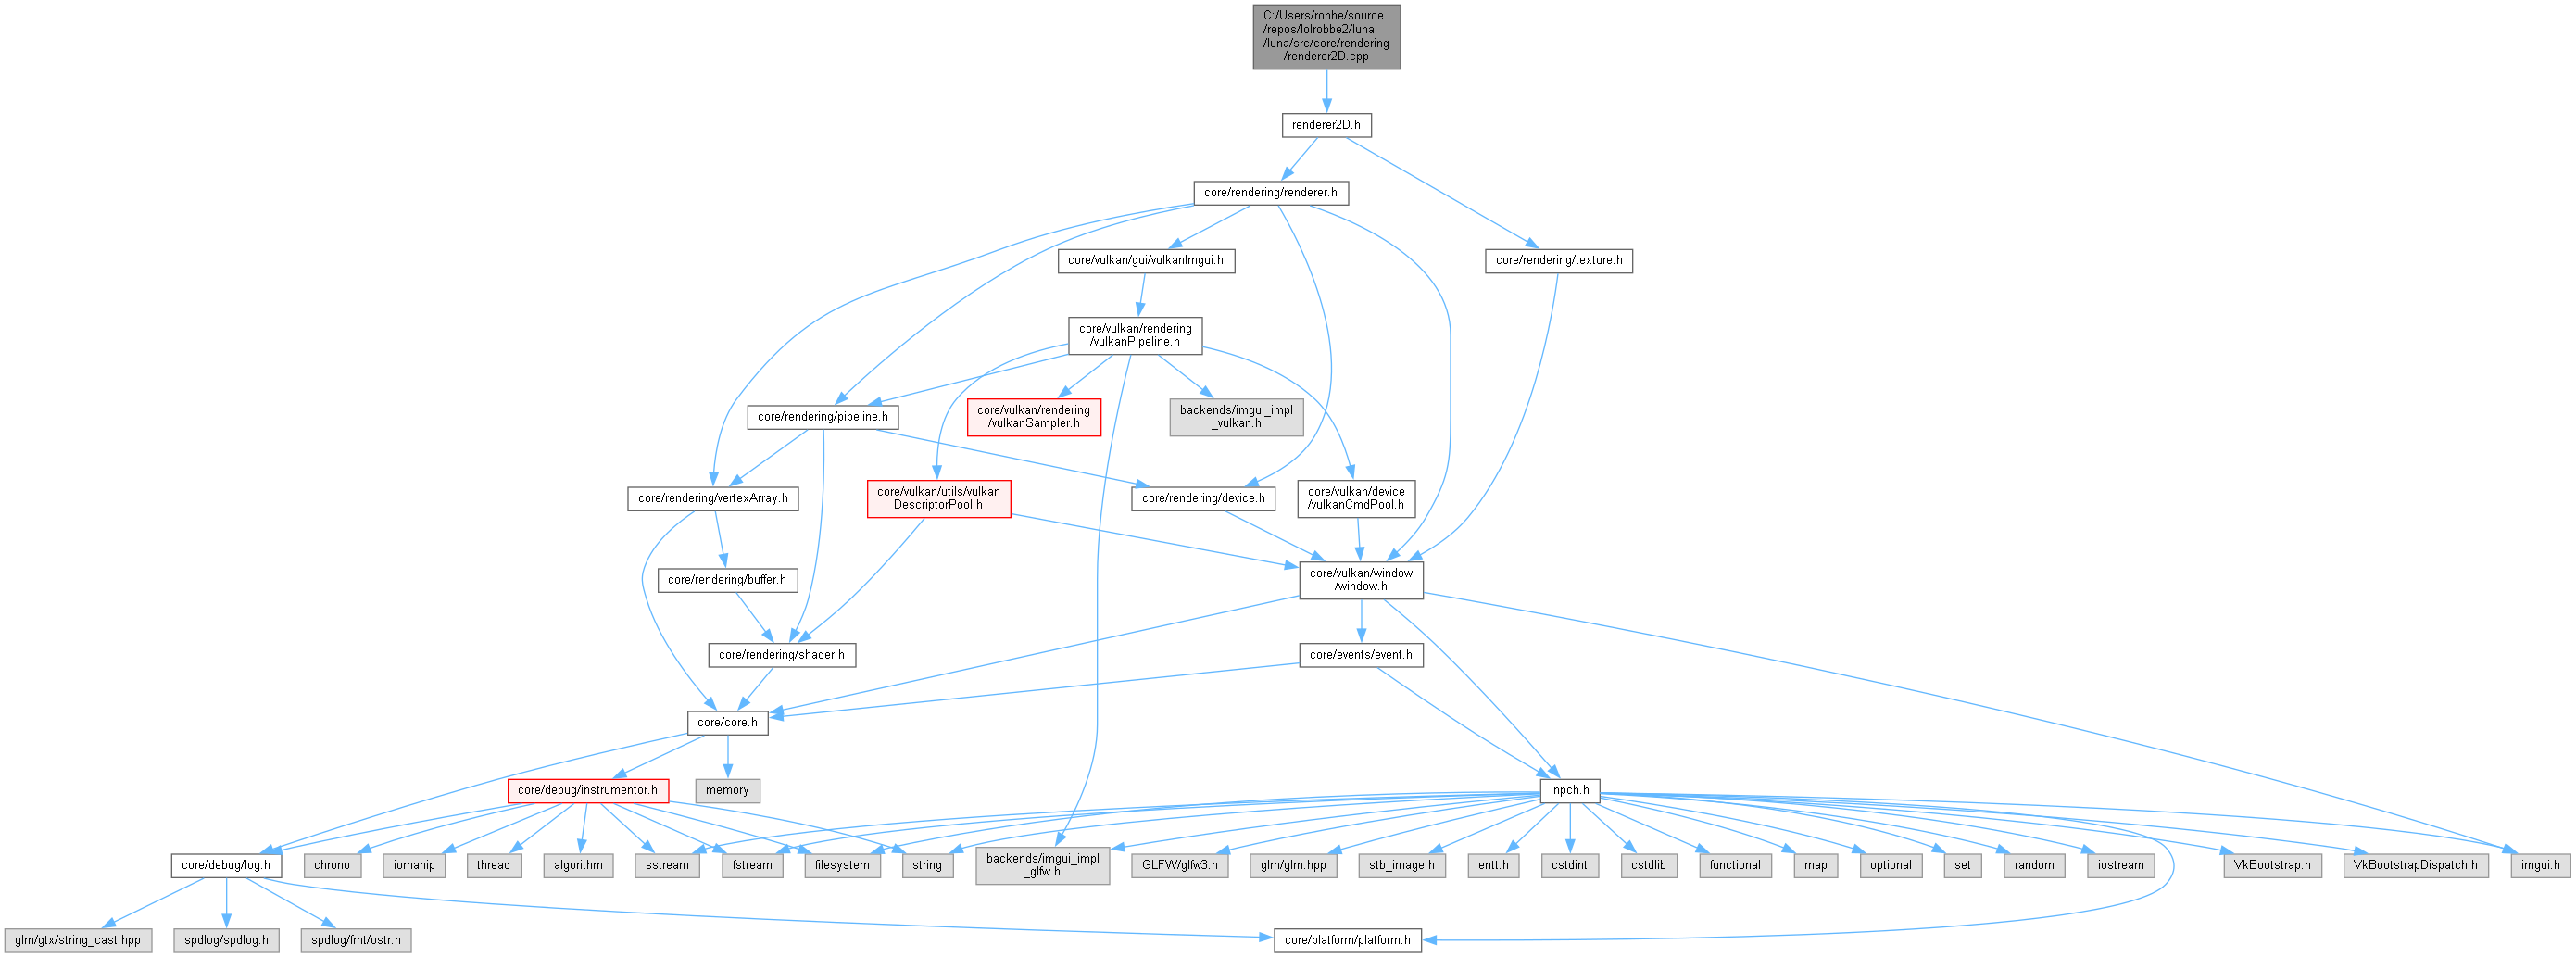 C:/Users/robbe/source
/repos/lolrobbe2/luna
/luna/src/core/rendering
/renderer2D.cpp
renderer2D.h
core/rendering/renderer.h
core/vulkan/gui/vulkanImgui.h
core/rendering/texture.h
core/vulkan/rendering
/vulkanPipeline.h
core/rendering/pipeline.h
core/vulkan/rendering
/vulkanSampler.h
backends/imgui_impl
_vulkan.h
core/rendering/vertexArray.h
core/vulkan/utils/vulkan
DescriptorPool.h
core/rendering/device.h
core/vulkan/device
/vulkanCmdPool.h
core/rendering/buffer.h
core/vulkan/window
/window.h
core/rendering/shader.h
core/events/event.h
core/core.h
core/debug/instrumentor.h
memory
lnpch.h
core/debug/log.h
chrono
iomanip
thread
algorithm
sstream
fstream
filesystem
string
backends/imgui_impl
_glfw.h
GLFW/glfw3.h
glm/glm.hpp
stb_image.h
entt.h
cstdint
cstdlib
functional
map
optional
set
random
iostream
VkBootstrap.h
VkBootstrapDispatch.h
imgui.h
glm/gtx/string_cast.hpp
spdlog/spdlog.h
spdlog/fmt/ostr.h
core/platform/platform.h